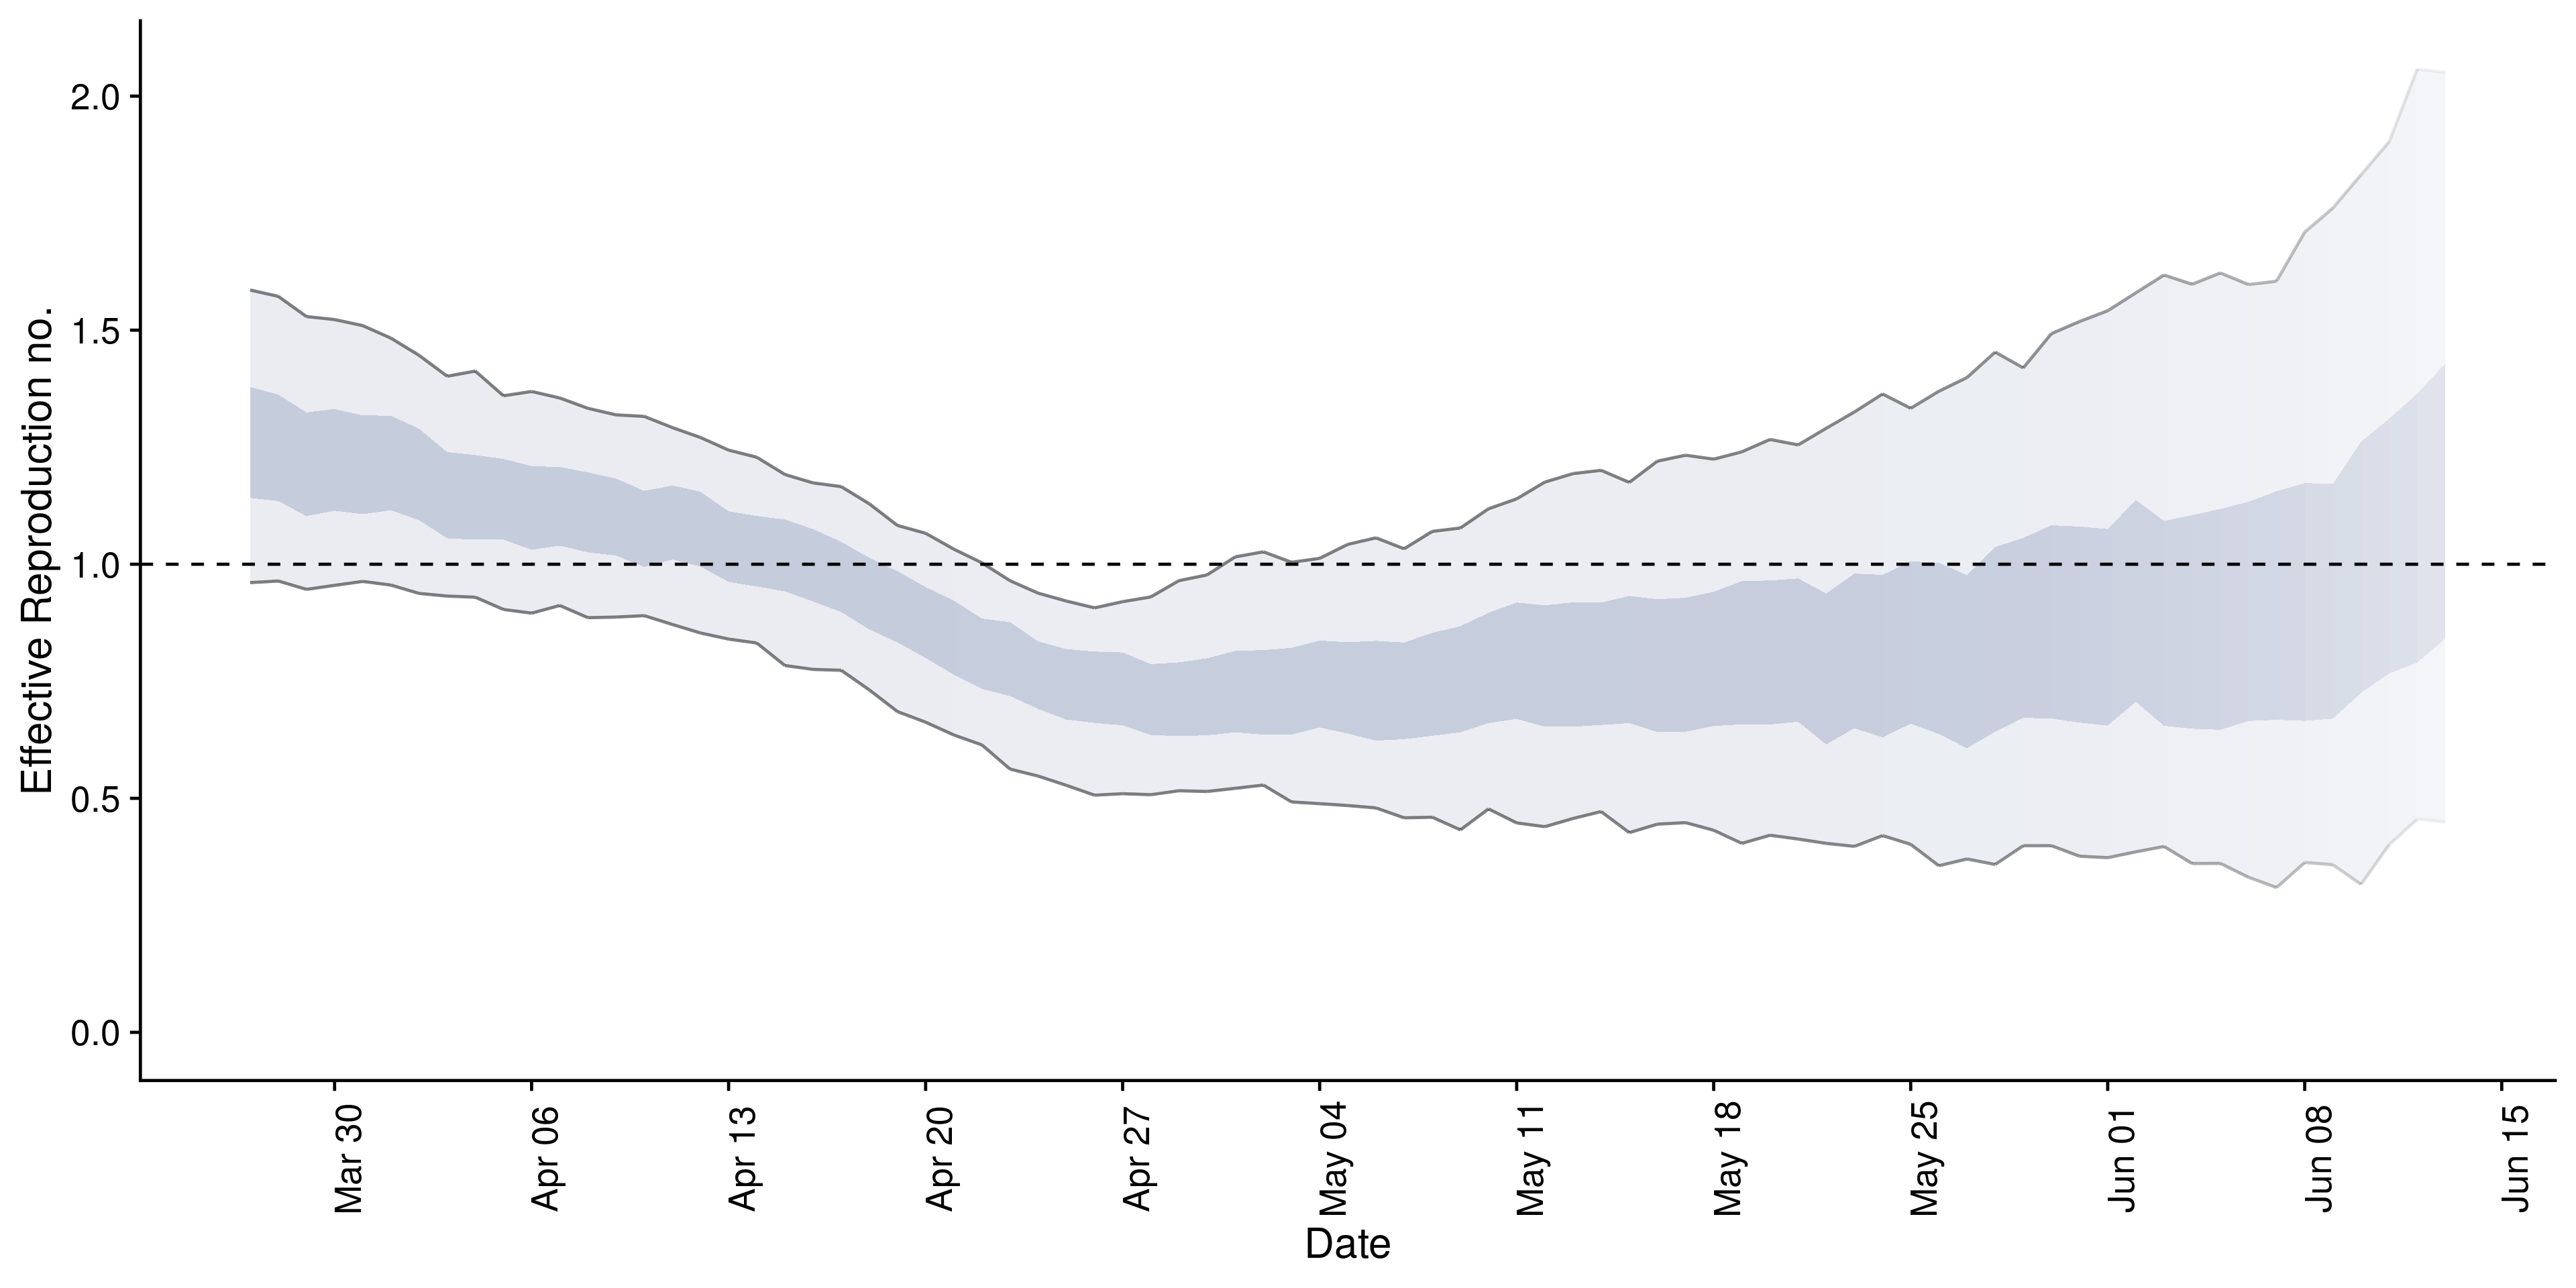 Effective Reproduction no.
2.0
1.5
1.0
0.5
0.0
Mar 30
Apr 06
Apr 13
Apr 20
Apr 27
May 04
May 11
May 18
May 25
Jun 01
Jun 08
Jun 15
Date